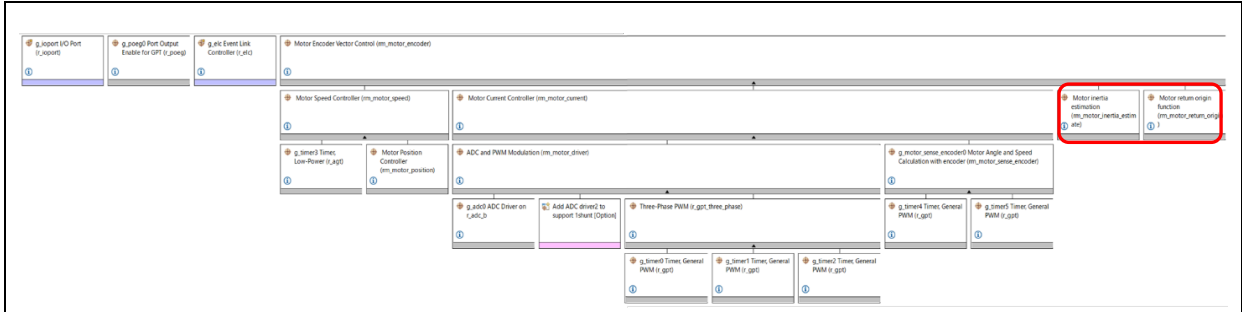 g_ioport I/O Port
(r_ioport)
g_poeg0 Port Output
Enable for GPT (r_poeg)
g_elc Event Link
Controller (r_elc)
Motor Encoder Vector Control (rm_motor_encoder)
Motor Speed Controller (rm_motor_speed)
Motor Current Controller (rm_motor_current)
Motor inertia
estimation
(rm_motor_inertia_estim
ate)
Motor return origin
function
(rm_motor_return_origin
)
g_timer3 Timer,
Low-Power (r_agt)
Motor Position
Controller
(rm_motor_position)
ADC and PWM Modulation (rm_motor_driver)
g_motor_sense_encoder0 Motor Angle and Speed
Calculation with encoder (rm_motor_sense_encoder)
g_adc0 ADC Driver on
r_adc_b
Add ADC driver2 to
support 1shunt [Option]
Three-Phase PWM (r_gpt_three_phase)
g_timer4 Timer, General
PWM (r_gpt)
g_timer5 Timer, General
PWM (r_gpt)
g_timer0 Timer, General
PWM (r_gpt)
g_timer1 Timer, General
PWM (r_gpt)
g_timer2 Timer, General
PWM (r_gpt)